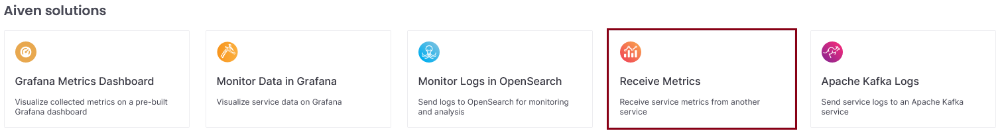 Aiven solutions
Grafana Metrics Dashboard
Visualize collected metrics on a pre-built
Grafana dashboard
Monitor Data in Grafana
Visualize service data on Grafana
Monitor Logs in OpenSearch
Send logs to OpenSearch for monitoring
and analysis
Receive Metrics
Receive service metrics from another
service
Apache Kafka Logs
Send service logs to an Apache Kafka
service